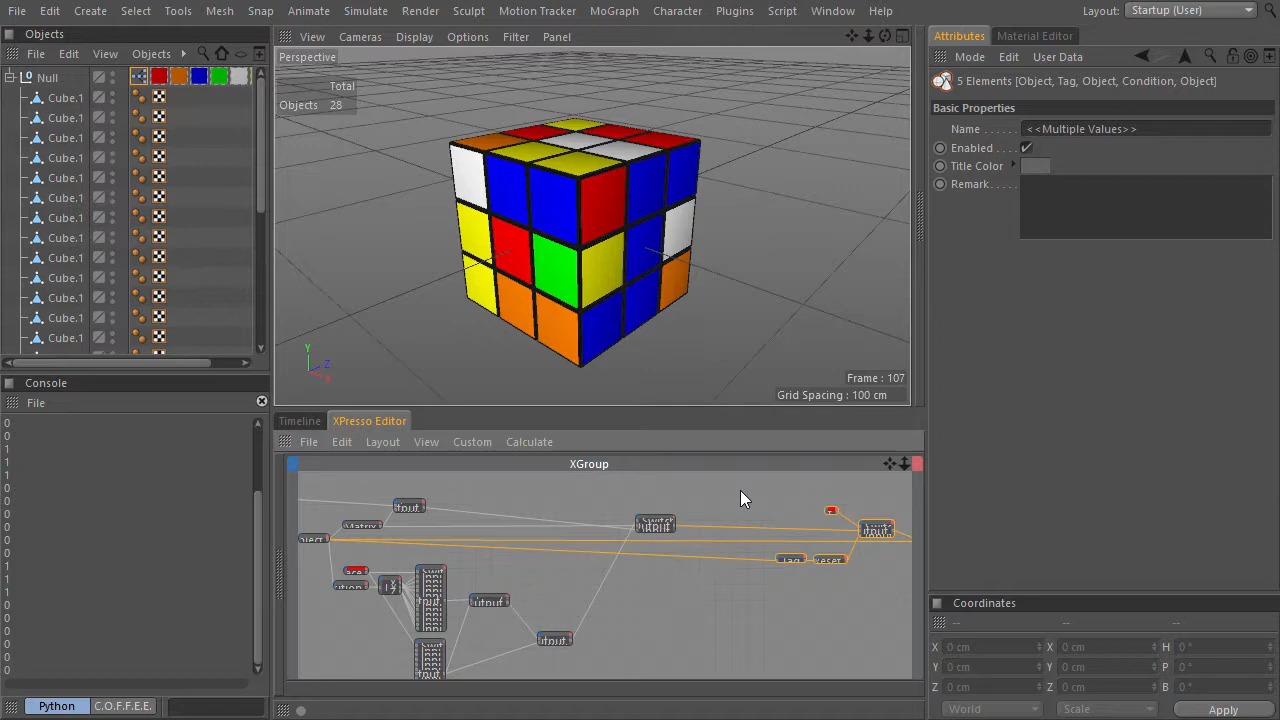 File Edit Create Select Tools Mesh Snap Animate Simulate Render Sculpt Motion Tracker MoGraph Character Plugins Script Window Help Layout: Startup (User)
Objects
File Edit View Objects
Null
Cube.1
Cube.1
Cube.1
Cube.1
Cube.1
Cube.1
Cube.1
Cube.1
Cube.1
Cube.1
Cube.1
Cube.1
Cube.1
Console
File
0
0
1
1
1
0
0
0
0
0
0
1
1
1
0
0
0
0
0
0
Python C.O.F.F.E.E.
View Cameras Display Options Filter Panel
Perspective
Total
Objects 28
Y
Z
X
Frame : 107
Grid Spacing : 100 cm
Timeline XPresso Editor
File Edit Layout View Custom Calculate
XGroup
Matrix
Switch
Tag
Attributes Material Editor
Mode Edit User Data
5 Elements [Object, Tag, Object, Condition, Object]
Basic Properties
Name . . . . . . <<Multiple Values>>
Enabled . . . .
Title Color
Remark. . . . .
Coordinates
-- -- --
X 0 cm X 0 cm H 0 °
Y 0 cm Y 0 cm P 0 °
Z 0 cm Z 0 cm B 0 °
World Scale Apply